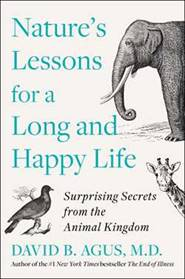 Nature's
Lessons
for a
Long and
Happy Life
Surprising Secrets
from the
Animal Kingdom
DAVID B. AGUS, M.D.
Author of the #1 New York Times bestseller The End of Illness